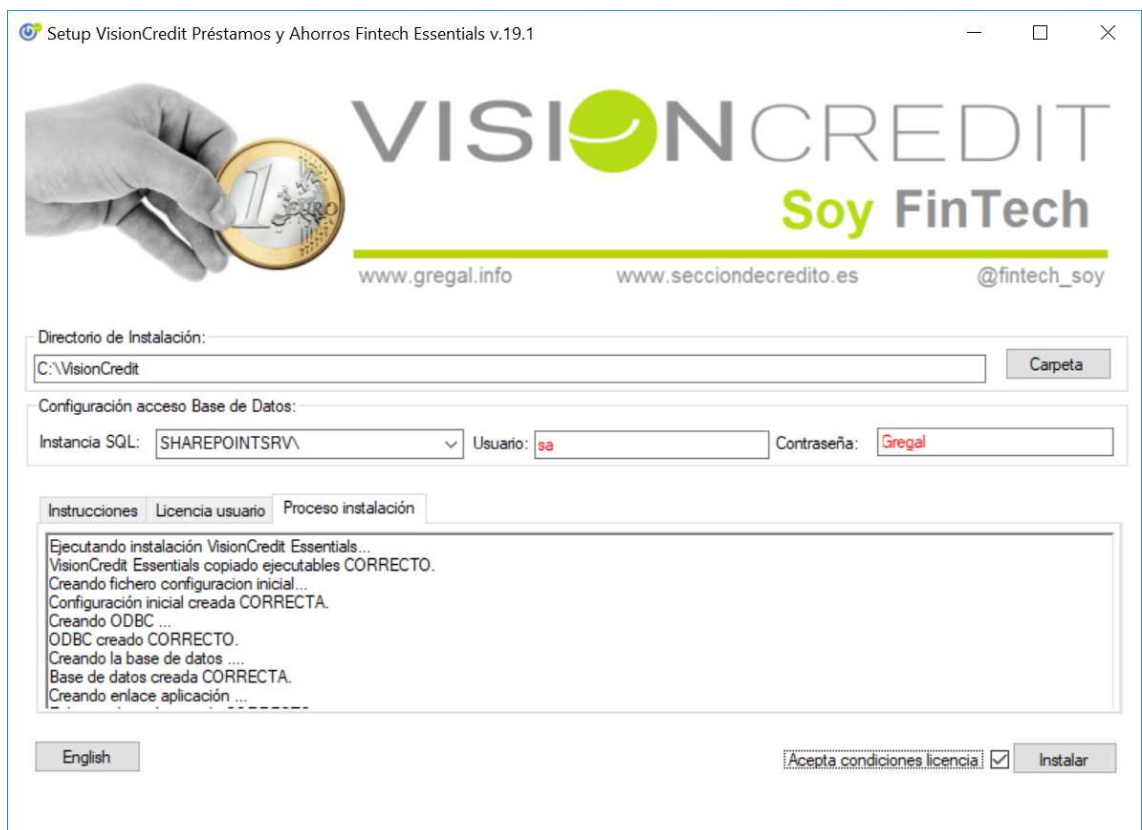 Setup VisionCredit Préstamos y Ahorros Fintech Essentials v.19.1
VISIONCREDIT
Soy FinTech
www.gregal.info www.secciondecredito.es @fintech_soy
1 EURO
Directorio de Instalación:
C:\VisionCredit Carpeta
Configuración acceso Base de Datos:
Instancia SQL: SHAREPOINTSRV\ Usuario: sa Contraseña: Gregal
Instrucciones Licencia usuario Proceso instalación
Ejecutando instalación VisionCredit Essentials...
VisionCredit Essentials copiado ejecutables CORRECTO.
Creando fichero configuracion inicial...
Configuración inicial creada CORRECTA.
Creando ODBC ...
ODBC creado CORRECTO.
Creando la base de datos ....
Base de datos creada CORRECTA.
Creando enlace aplicación ...
English Acepta condiciones licencia Instalar